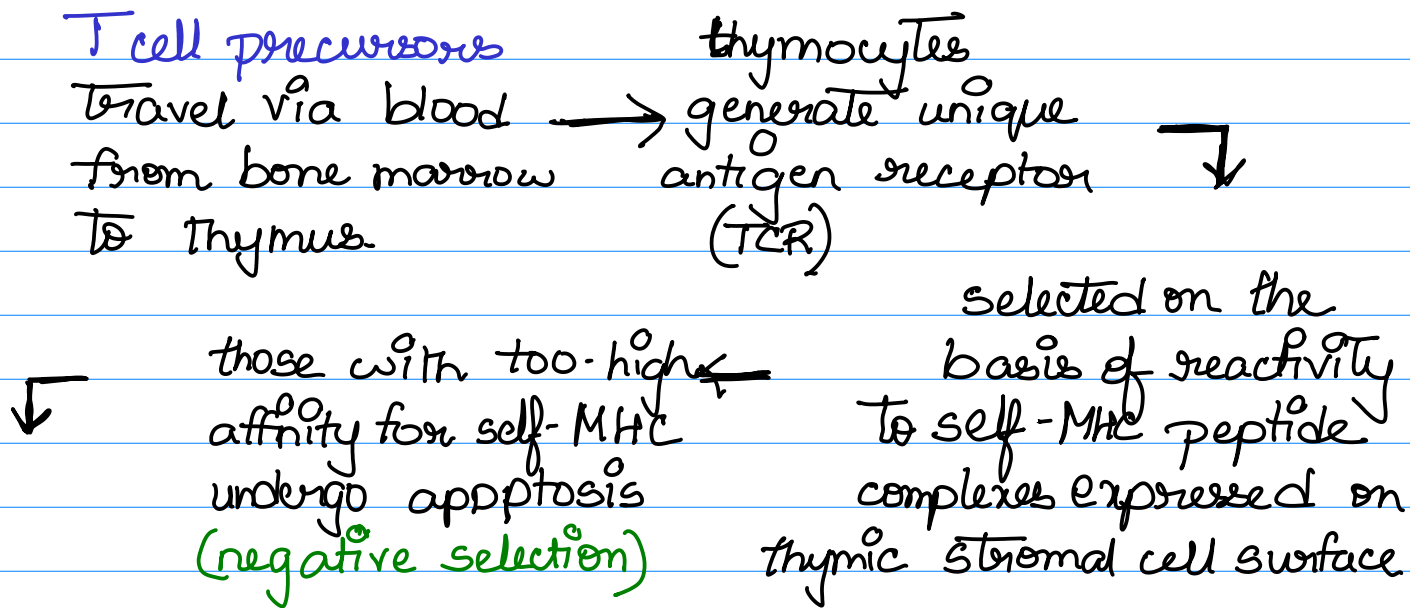 T cell precursors
travel via blood
from bone marrow
to thymus.
thymocytes
generate unique
antigen receptor
(TCR)
selected on the
basis of reactivity
to self-MHC peptide
complexes expressed on
thymic stromal cell surface
those with too-high
affinity for self-MHC
undergo appptosis
(negative selection)